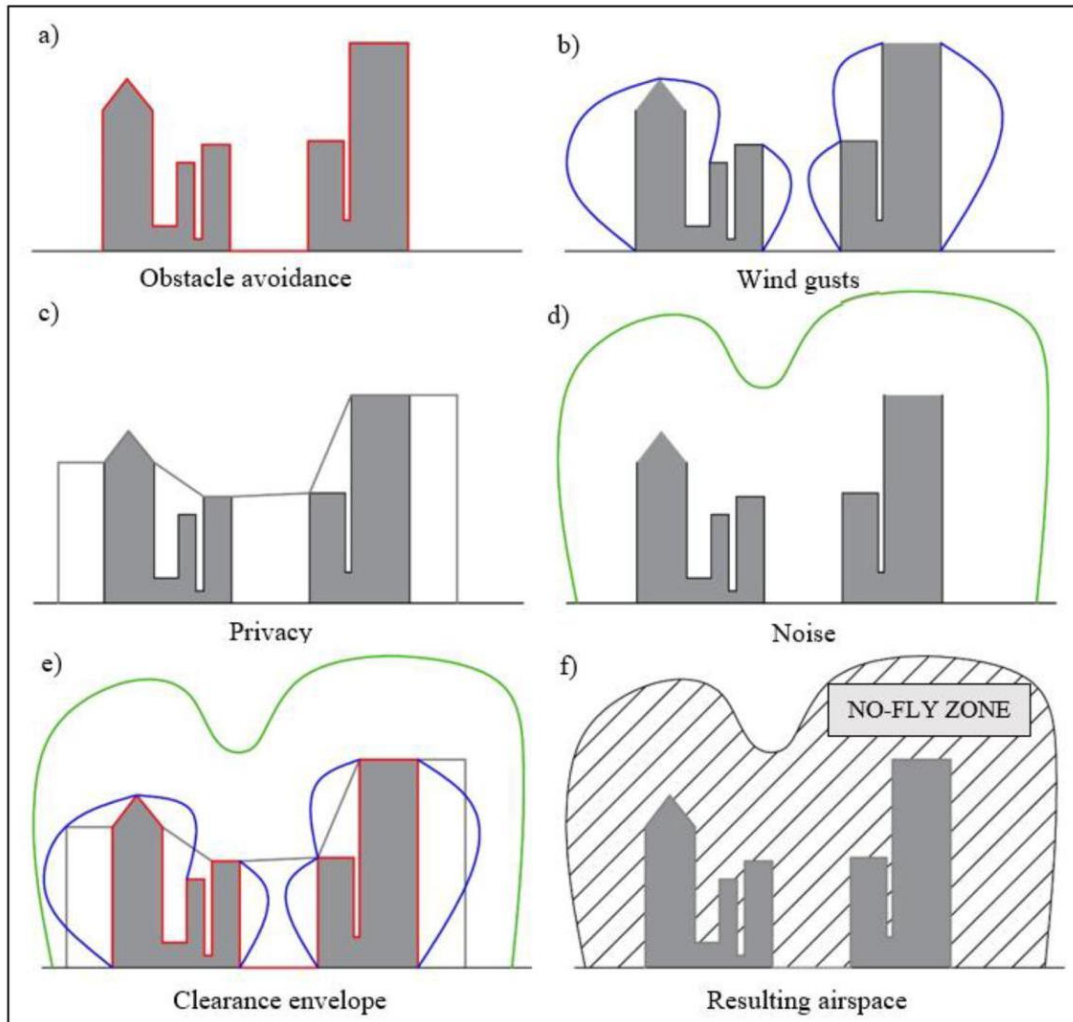 a)
b)
Obstacle avoidance
Wind gusts
c)
d)
Privacy
Noise
e)
f)
NO-FLY ZONE
Clearance envelope
Resulting airspace